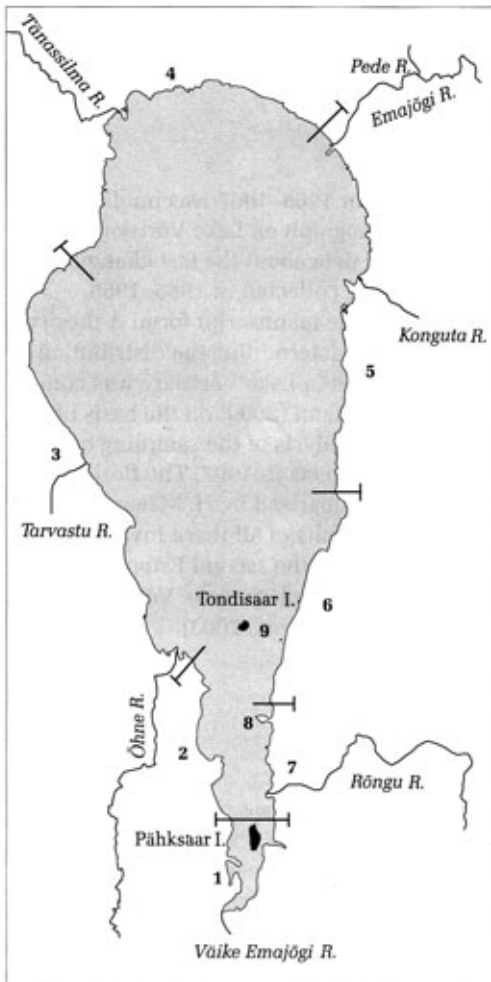 Tänassilma R.
4
Pede R.
Emajõgi R.
Konguta R.
5
3
Tarvastu R.
6
Tondisaar I.
9
Õhne R.
8
2
7
Rõngu R.
Pähksaar I.
1
Väike Emajõgi R.